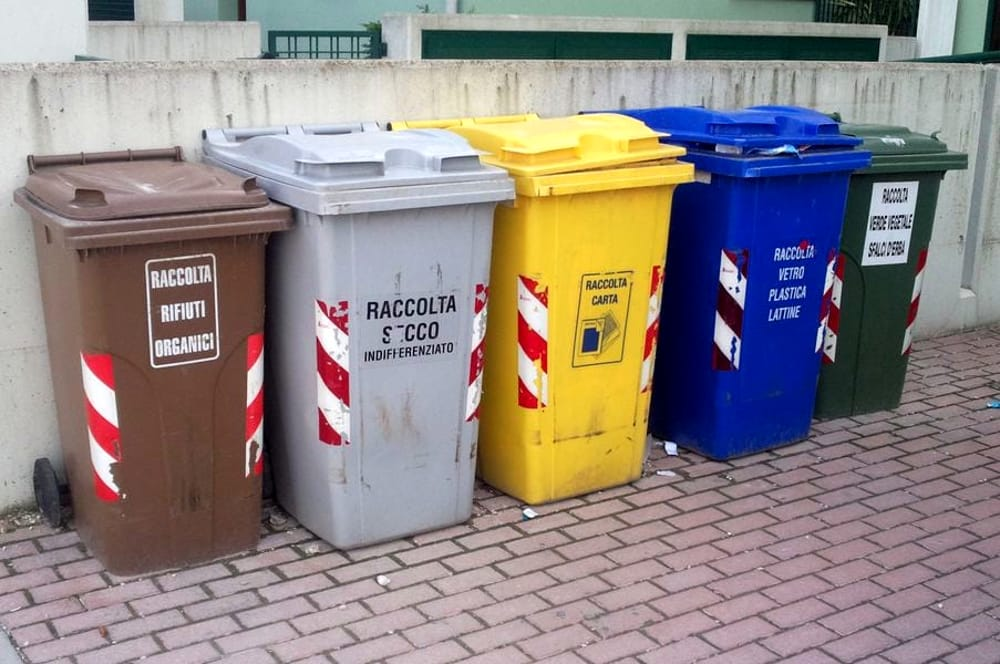 RACCOLTA
RIFIUTI
ORGANICI
RACCOLTA
SECCO
INDIFFERENZIATO
RACCOLTA
CARTA
RACCOLTA
VETRO
PLASTICA
LATTINE
RACCOLTA
VERDE VEGETALE
SFALCI D'ERBA